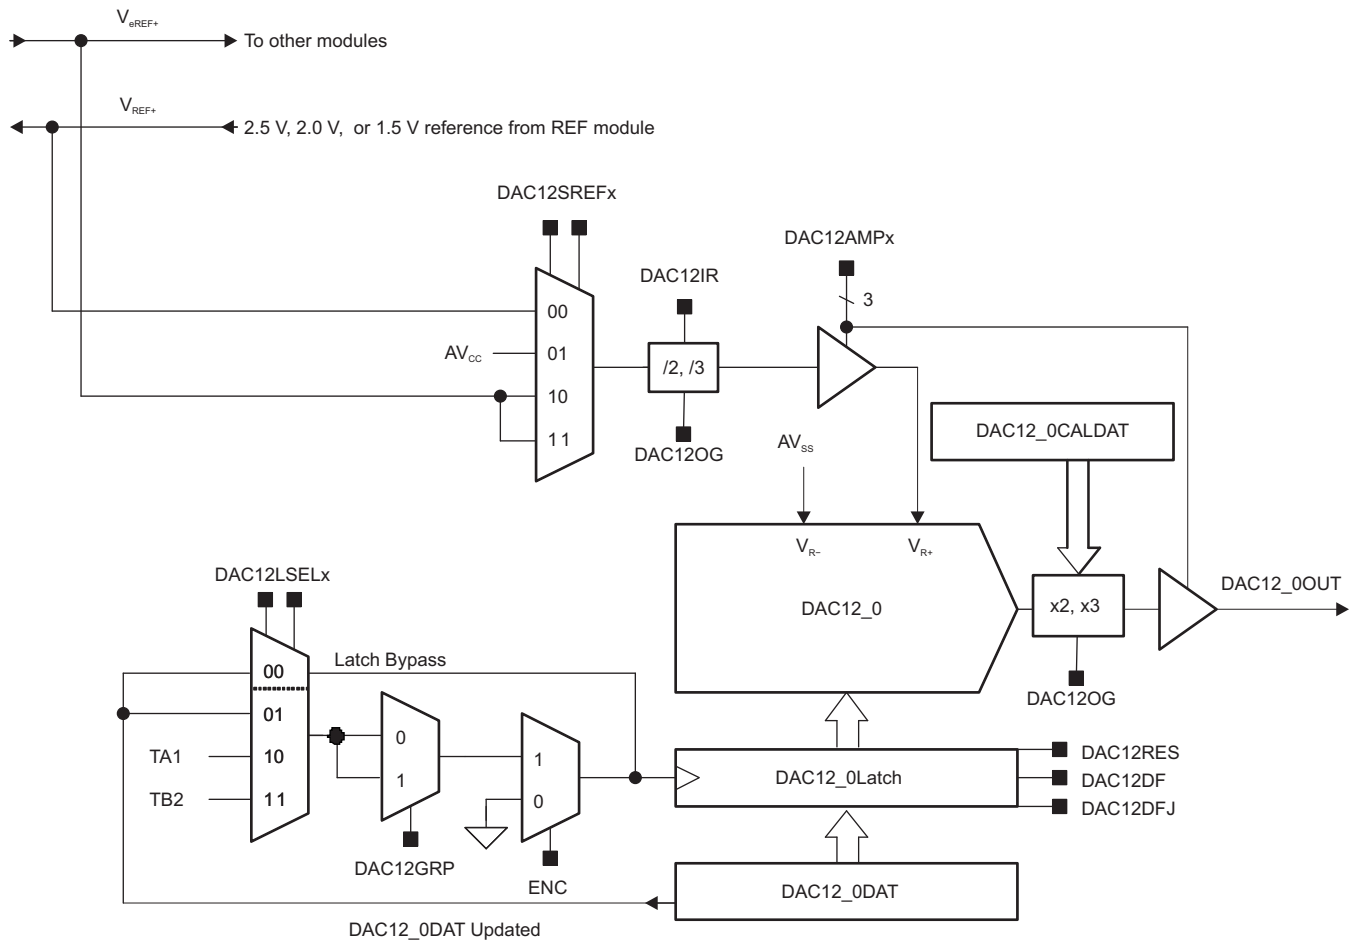 VeREF+
To other modules
VREF+
2.5 V, 2.0 V, or 1.5 V reference from REF module
DAC12SREFx
DAC12AMPx
DAC12IR
3
00
AVCC
01
/2, /3
10
11
DAC12OG
AVSS
DAC12_0CALDAT
VR−
VR+
DAC12LSELx
DAC12_0
x2, x3
DAC12_0OUT
DAC12OG
00
Latch Bypass
01
TA1
10
TB2
11
0
1
1
0
DAC12GRP
ENC
DAC12_0Latch
DAC12RES
DAC12DF
DAC12DFJ
DAC12_0DAT
DAC12_0DAT Updated